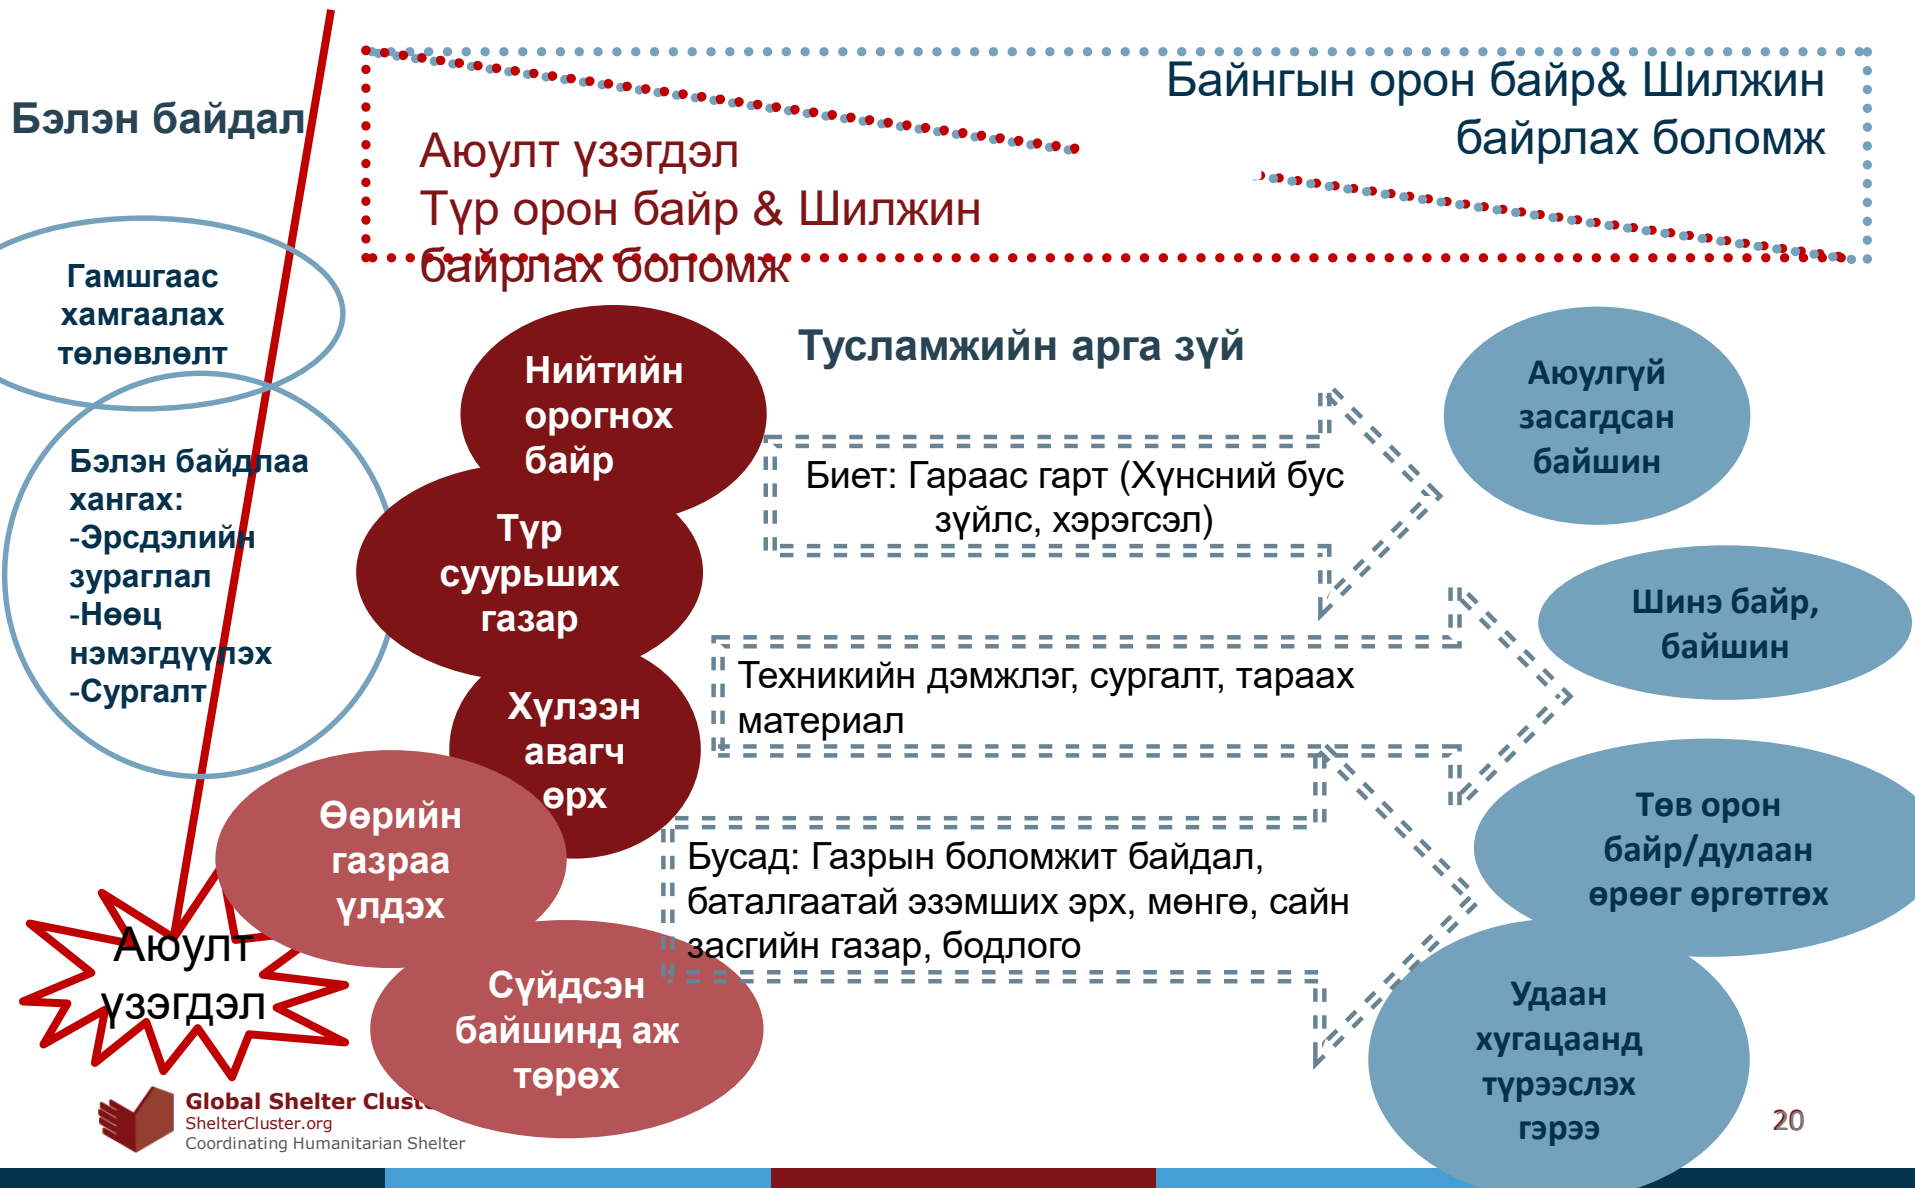 Бэлэн байдал
Байнгын орон байр& Шилжин
байрлах боломж
Аюулт үзэгдэл
Түр орон байр & Шилжин
байрлах боломж
Гамшгаас
хамгаалах
төлөвлөлт
Бэлэн байдлаа
хангах:
-Эрсдэлийн
зураглал
-Нөөц
нэмэгдүүлэх
-Сургалт
Аюулт
үзэгдэл
Нийтийн
орогнох
байр
Түр
суурьших
газар
Хүлээн
авагч
өрх
Өөрийн
газраа
үлдэх
Сүйдсэн
байшинд аж
төрөх
Тусламжийн арга зүй
Биет: Гараас гарт (Хүнсний бус
зүйлс, хэрэгсэл)
Техникийн дэмжлэг, сургалт, тараах
материал
Бусад: Газрын боломжит байдал,
баталгаатай эзэмших эрх, мөнгө, сайн
засгийн газар, бодлого
Аюулгүй
засагдсан
байшин
Шинэ байр,
байшин
Төв орон
байр/дулаан
өрөөг өргөтгөх
Удаан
хугацаанд
түрээслэх
гэрээ
Global Shelter Clust
ShelterCluster.org
Coordinating Humanitarian Shelter
20